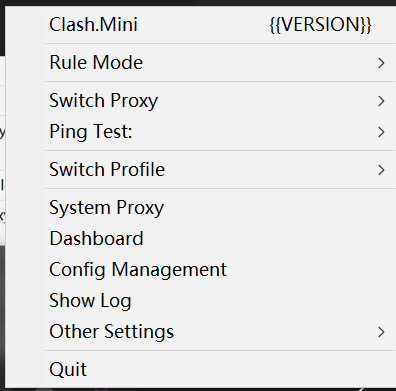 Clash.Mini {{VERSION}}
Rule Mode
Switch Proxy
Ping Test:
Switch Profile
System Proxy
Dashboard
Config Management
Show Log
Other Settings
Quit